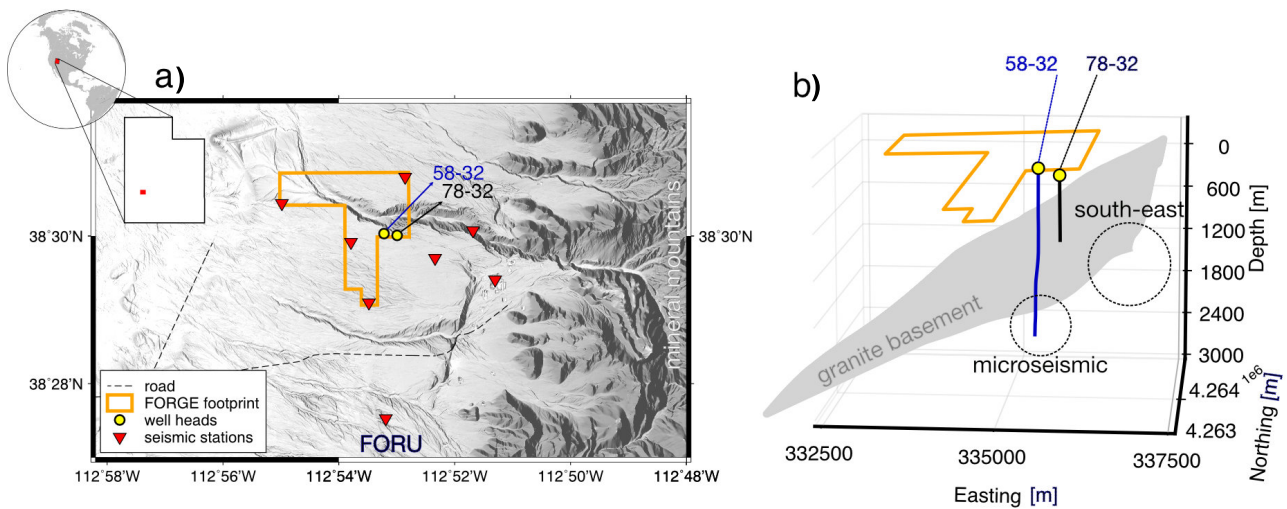 a)
58-32
78-32
mineral mountains
38˚30'
38˚30'
38˚28'
38˚28'
road
FORGE footprint
well heads
seismic stations
FORU
112˚58'W
112˚56'W
112˚54'W
112˚52'W
112˚50'W
112˚48'W
b)
58-32
78-32
0
600
1200
1800
2400
3000
Depth [m]
south-east
granite basement
microseismic
1e6
4.264
4.263
Northing [m]
332500
335000
337500
Easting [m]